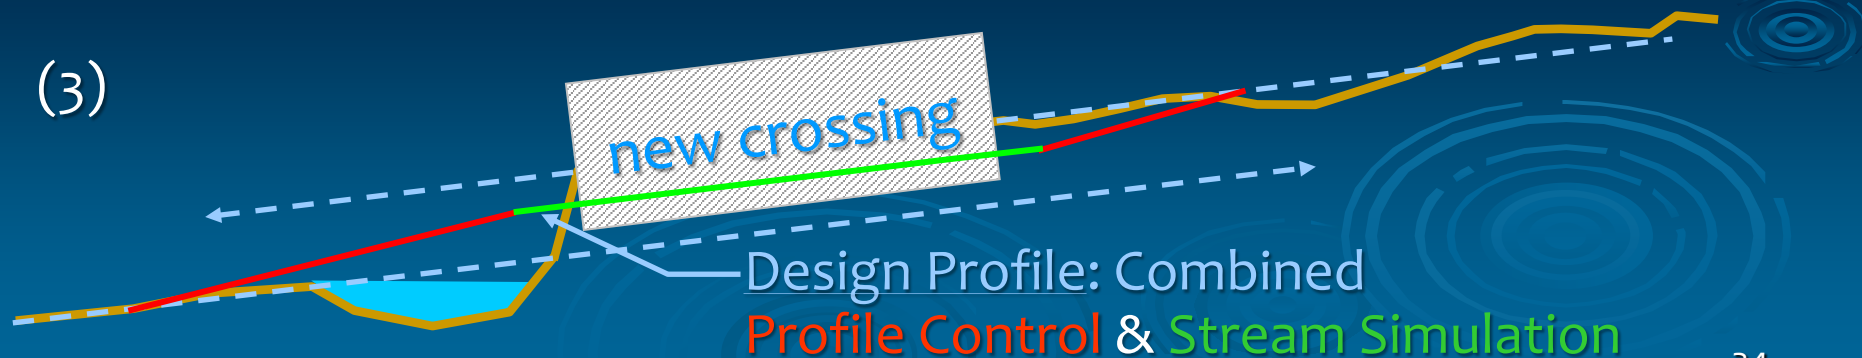 (3)
new crossing
Design Profile: Combined
Profile Control & Stream Simulation